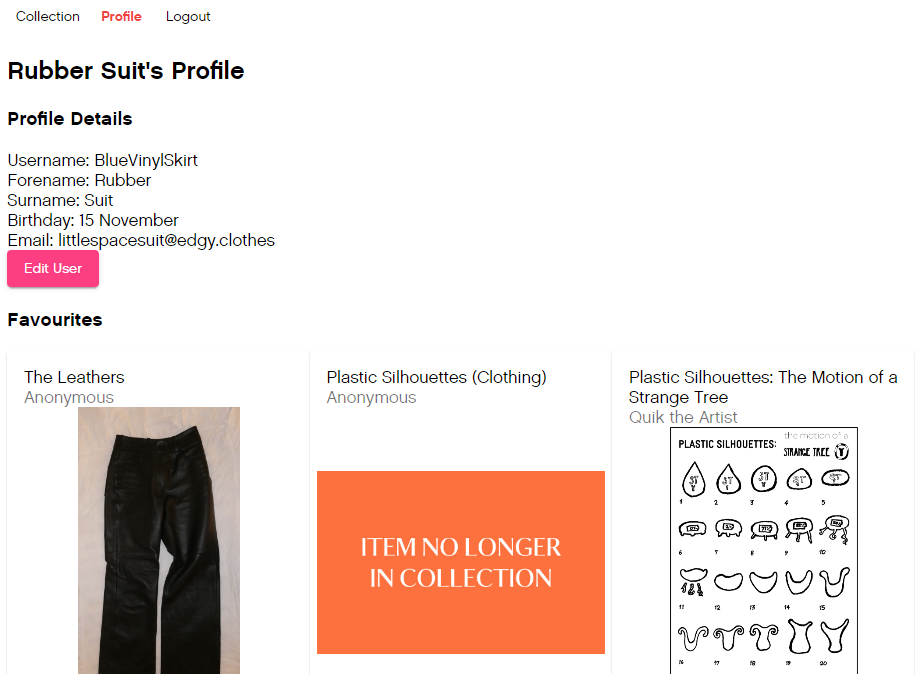 Collection Profile Logout
Rubber Suit's Profile
Profile Details
Username: BlueVinylSkirt
Forename: Rubber
Surname: Suit
Birthday: 15 November
Email: littlespacesuit@edgy.clothes
Edit User
Favourites
The Leathers
Anonymous
Plastic Silhouettes (Clothing)
Anonymous
ITEM NO LONGER
IN COLLECTION
Plastic Silhouettes: The Motion of a
Strange Tree
Quik the Artist
PLASTIC SILHOUETTES: the motion of a
STRANGE TREE
1 2 3 4 5
6 7 8 9 10
11 12 13 14 15
16 17 18 19 20